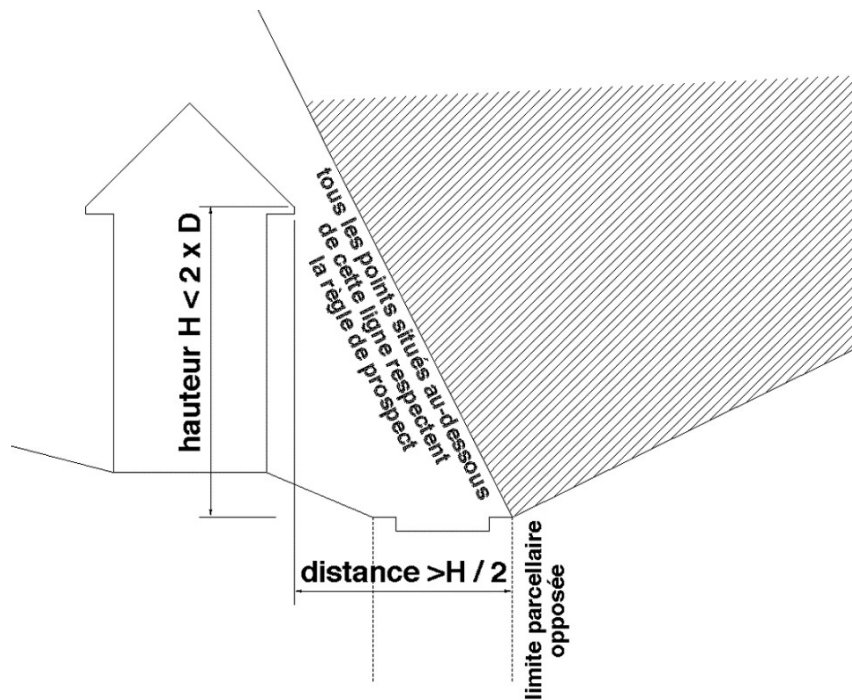 hauteur H < 2 x D
tous les points situés au-dessous
de cette ligne respectent
la règle de prospect
distance >H / 2
limite parcellaire
opposée